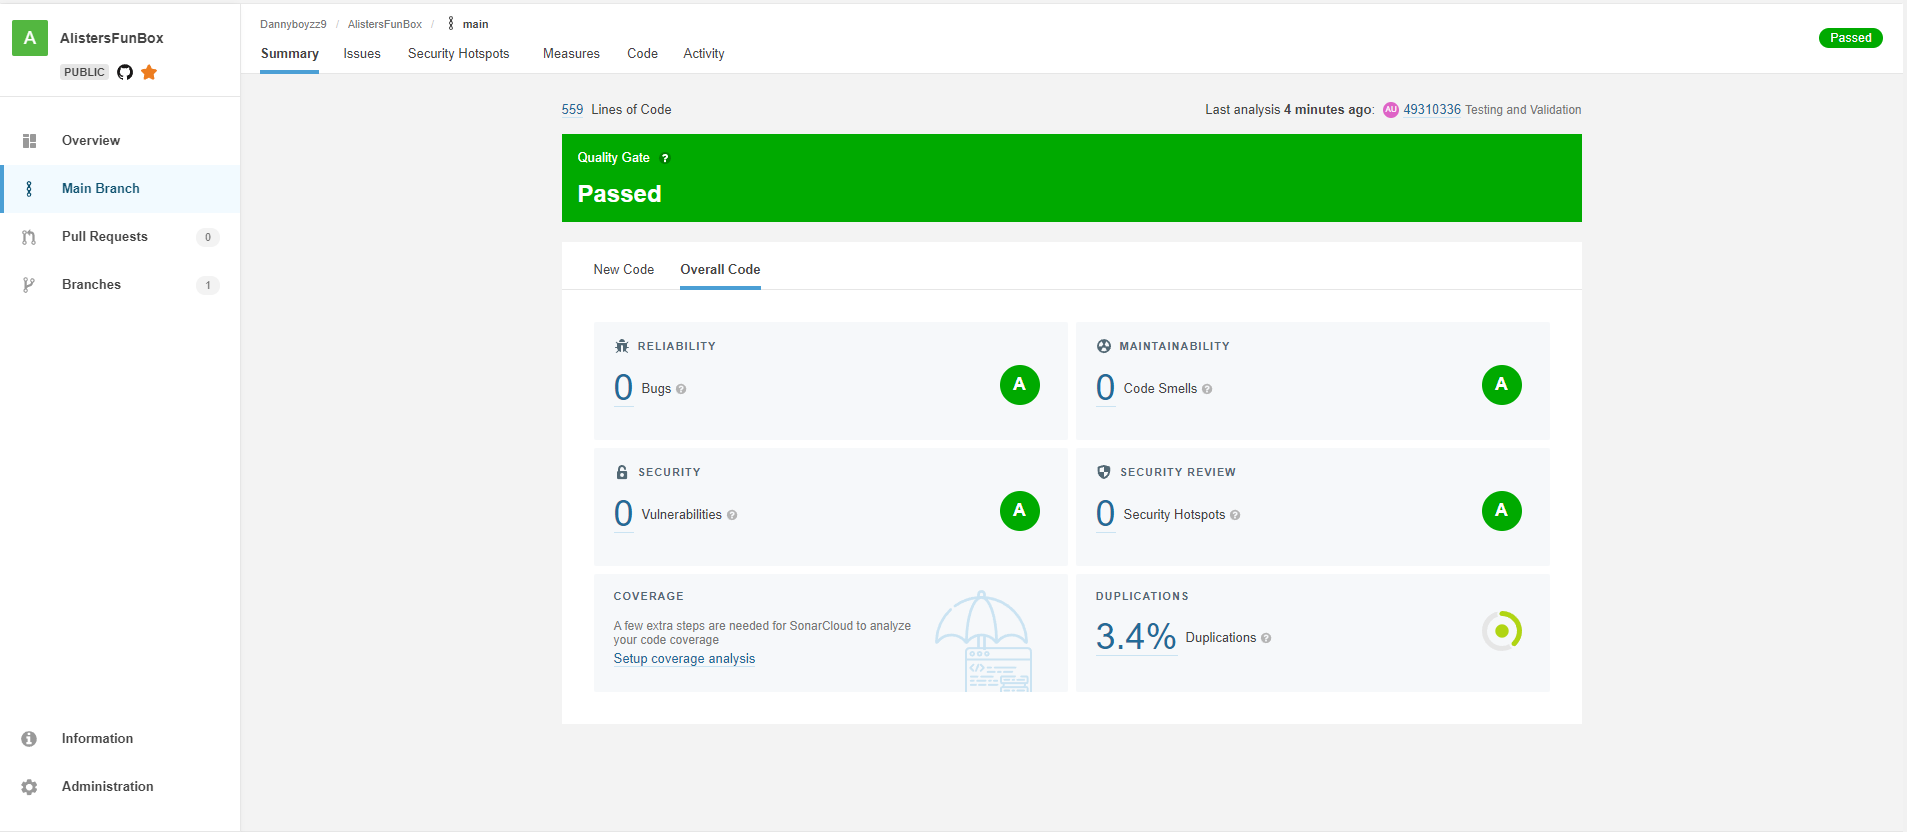 A
AlistersFunBox
PUBLIC
Overview
Main Branch
Pull Requests 0
Branches 1
Information
Administration
Dannyboyzz9 / AlistersFunBox / main
Passed
Summary Issues Security Hotspots Measures Code Activity
559 Lines of Code
Last analysis 4 minutes ago: AU 49310336 Testing and Validation
Quality Gate ?
Passed
New Code Overall Code
RELIABILITY
0 Bugs ?
A
MAINTAINABILITY
0 Code Smells ?
A
SECURITY
0 Vulnerabilities ?
A
SECURITY REVIEW
0 Security Hotspots ?
A
COVERAGE
A few extra steps are needed for SonarCloud to analyze
your code coverage
Setup coverage analysis
DUPLICATIONS
3.4% Duplications ?